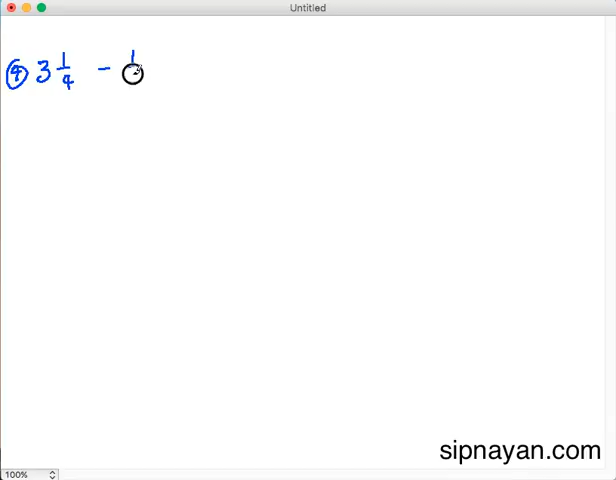 Untitled
④ 3 1/4 - 1
sipnayan.com
100%